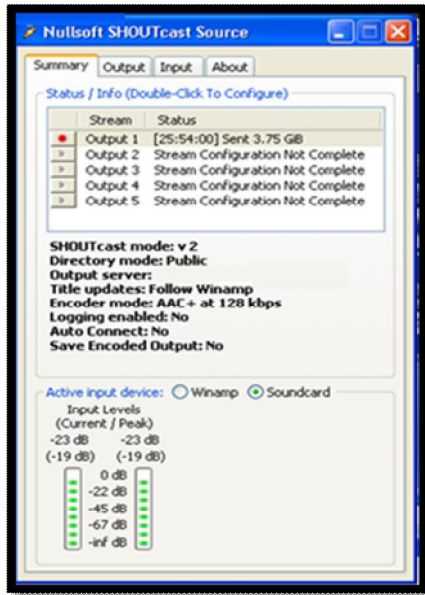 Nullsoft SHOUTcast Source
Summary Output Input About
Status / Info (Double-Click To Configure)
Stream Status
Output 1 [25:54:00] Sent 3.75 GiB
Output 2 Stream Configuration Not Complete
Output 3 Stream Configuration Not Complete
Output 4 Stream Configuration Not Complete
Output 5 Stream Configuration Not Complete
SHOUTcast mode: v2
Directory mode: Public
Output server:
Title updates: Follow Winamp
Encoder mode: AAC+ at 128 kbps
Logging enabled: No
Auto Connect: No
Save Encoded Output: No
Active input device: Winamp Soundcard
Input Levels
(Current / Peak)
-23 dB -23 dB
(-19 dB) (-19 dB)
0 dB
-22 dB
-45 dB
-67 dB
-inf dB